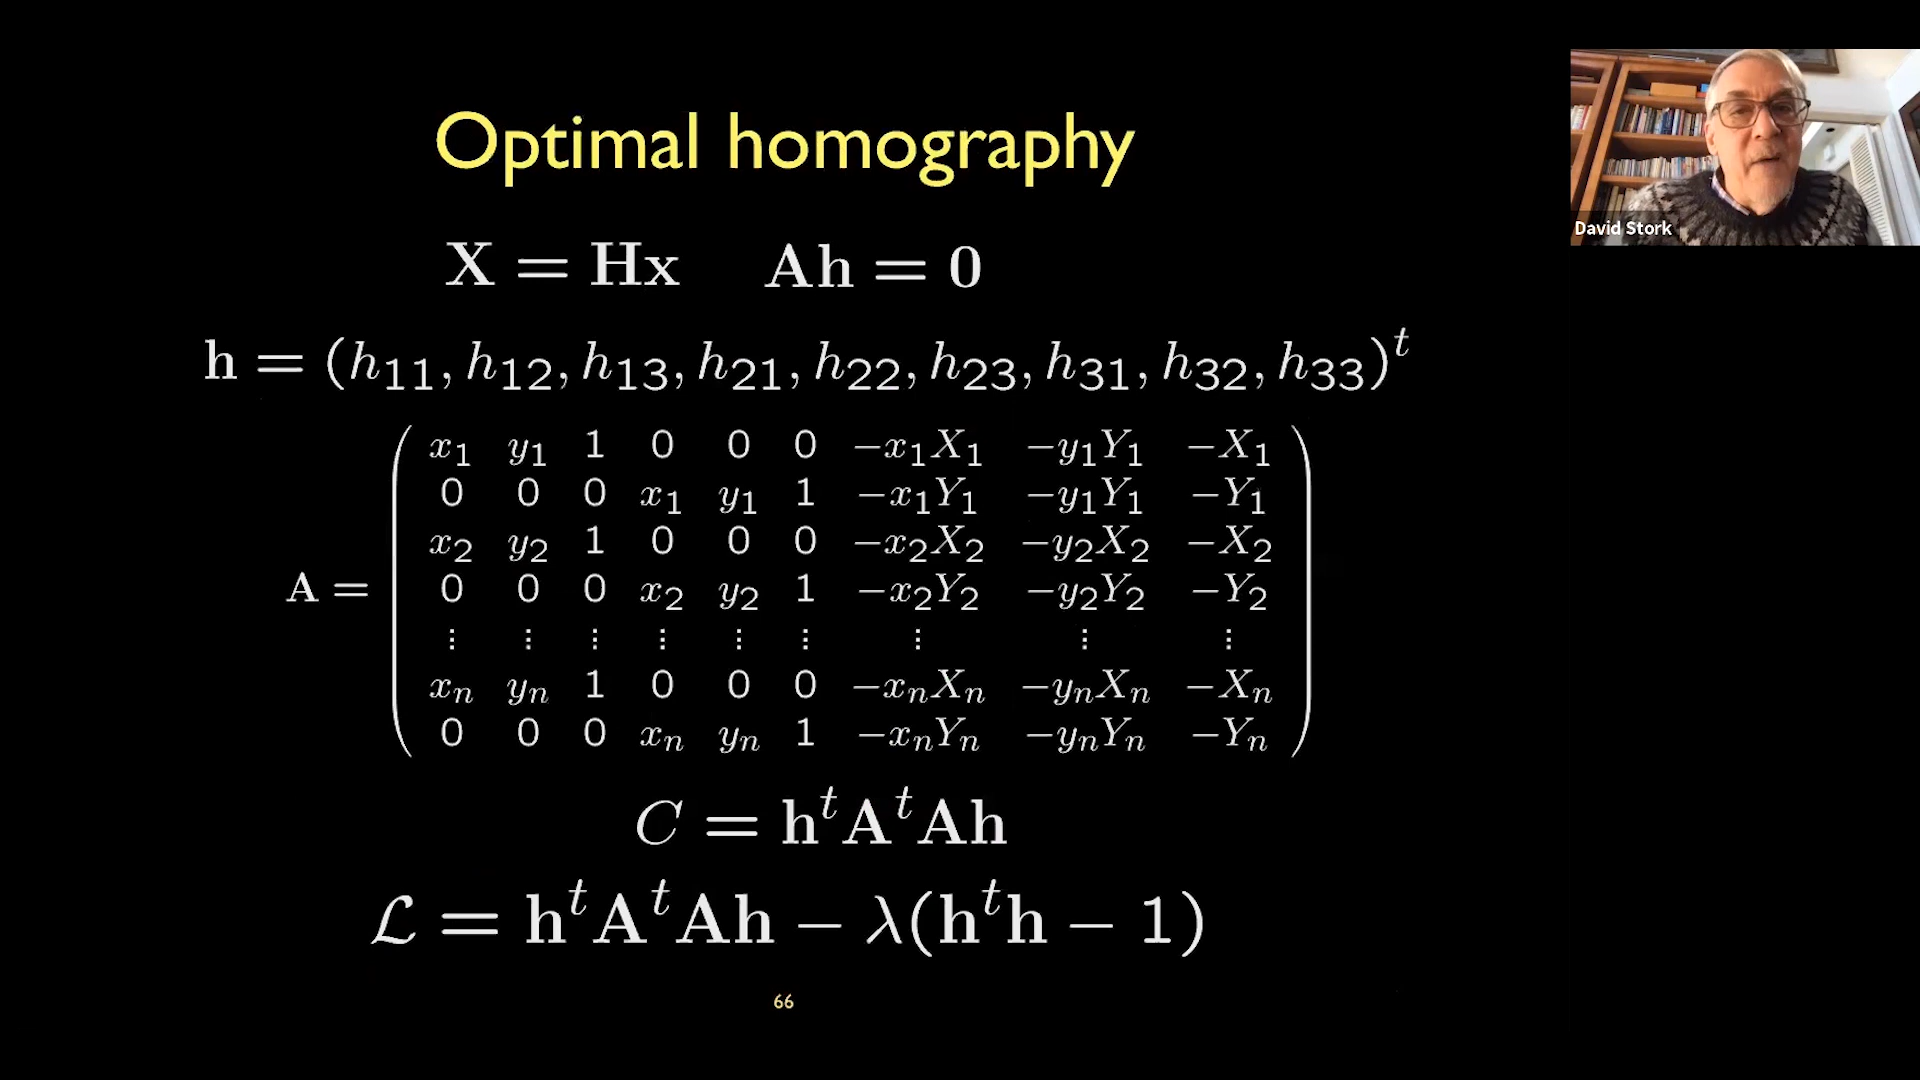 Optimal homography
David Stork
X = Hx Ah = 0
h = (h₁₁, h₁₂, h₁₃, h₂₁, h₂₂, h₂₃, h₃₁, h₃₂, h₃₃)ᵗ
x₁ y₁ 1 0 0 0 −x₁X₁ −y₁Y₁ −X₁
0 0 0 x₁ y₁ 1 −x₁Y₁ −y₁Y₁ −Y₁
x₂ y₂ 1 0 0 0 −x₂X₂ −y₂X₂ −X₂
A = 0 0 0 x₂ y₂ 1 −x₂Y₂ −y₂Y₂ −Y₂
⋮ ⋮ ⋮ ⋮ ⋮ ⋮ ⋮ ⋮ ⋮
xₙ yₙ 1 0 0 0 −xₙXₙ −yₙXₙ −Xₙ
0 0 0 xₙ yₙ 1 −xₙYₙ −yₙYₙ −Yₙ
C = hᵗAᵗAh
ℒ = hᵗAᵗAh − λ(hᵗh − 1)
66